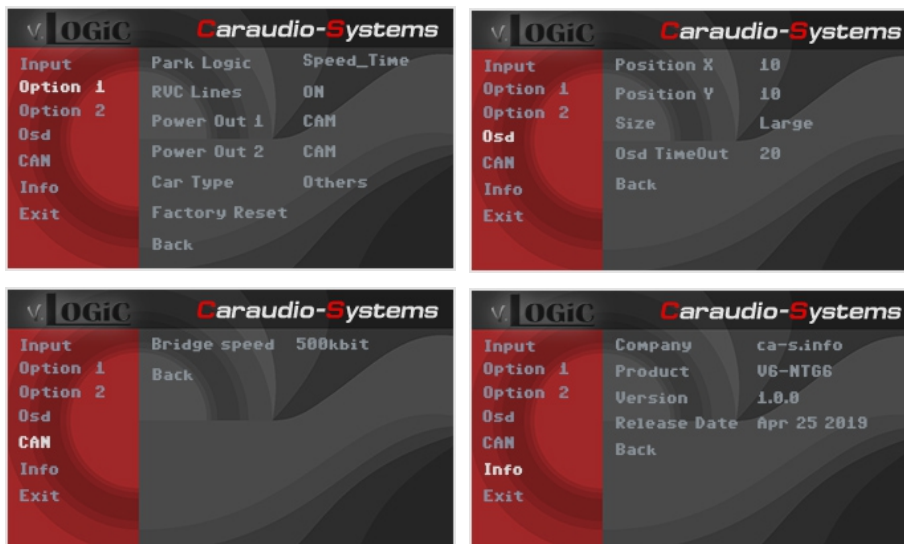 v.LOGiC Caraudio-Systems
Input
Option 1
Option 2
Osd
CAN
Info
Exit
Park Logic Speed_Time
RVC Lines ON
Power Out 1 CAM
Power Out 2 CAM
Car Type Others
Factory Reset
Back
v.LOGiC Caraudio-Systems
Input
Option 1
Option 2
Osd
CAN
Info
Exit
Position X 10
Position Y 10
Size Large
Osd TimeOut 20
Back
v.LOGiC Caraudio-Systems
Input
Option 1
Option 2
Osd
CAN
Info
Exit
Bridge speed 500kbit
Back
v.LOGiC Caraudio-Systems
Input
Option 1
Option 2
Osd
CAN
Info
Exit
Company ca-s.info
Product V6-NTG6
Version 1.0.0
Release Date Apr 25 2019
Back